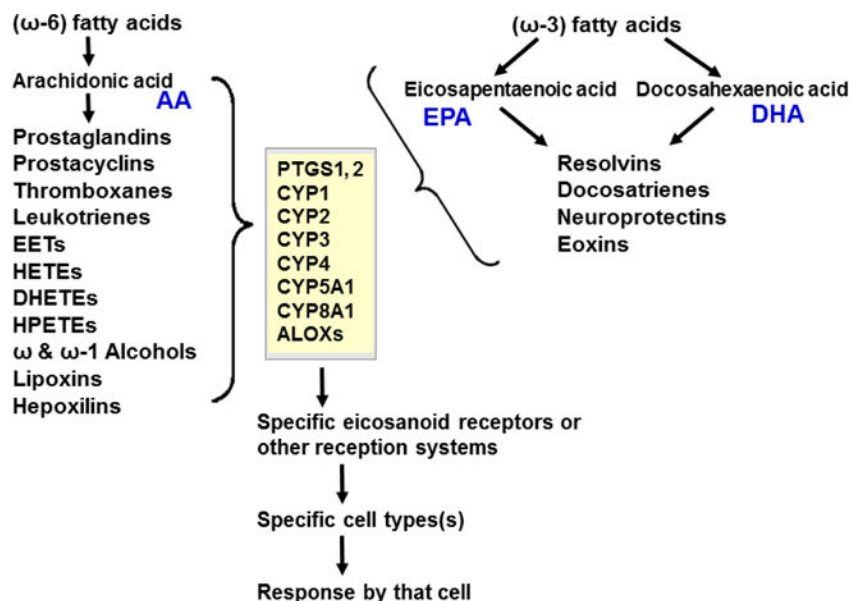 (ω-6) fatty acids
Arachidonic acid
AA
Prostaglandins
Prostacyclins
Thromboxanes
Leukotrienes
EETs
HETEs
DHETEs
HPETEs
ω & ω-1 Alcohols
Lipoxins
Hepoxilins
PTGS1, 2
CYP1
CYP2
CYP3
CYP4
CYP5A1
CYP8A1
ALOXs
(ω-3) fatty acids
Eicosapentaenoic acid
EPA
Docosahexaenoic acid
DHA
Resolvins
Docosatrienes
Neuroprotectins
Eoxins
Specific eicosanoid receptors or
other reception systems
Specific cell types(s)
Response by that cell